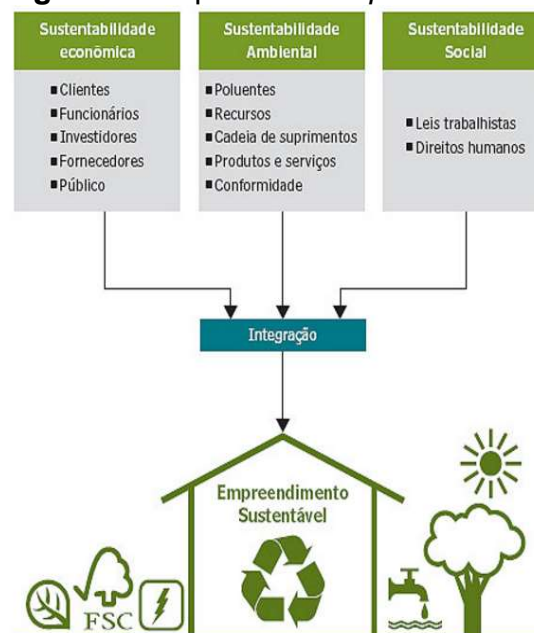 Sustentabilidade
econômica
Clientes
Funcionários
Investidores
Fornecedores
Público
Sustentabilidade
Ambiental
Poluentes
Recursos
Cadeia de suprimentos
Produtos e serviços
Conformidade
Sustentabilidade
Social
Leis trabalhistas
Direitos humanos
Integração
Empreendimento
Sustentável
FSC